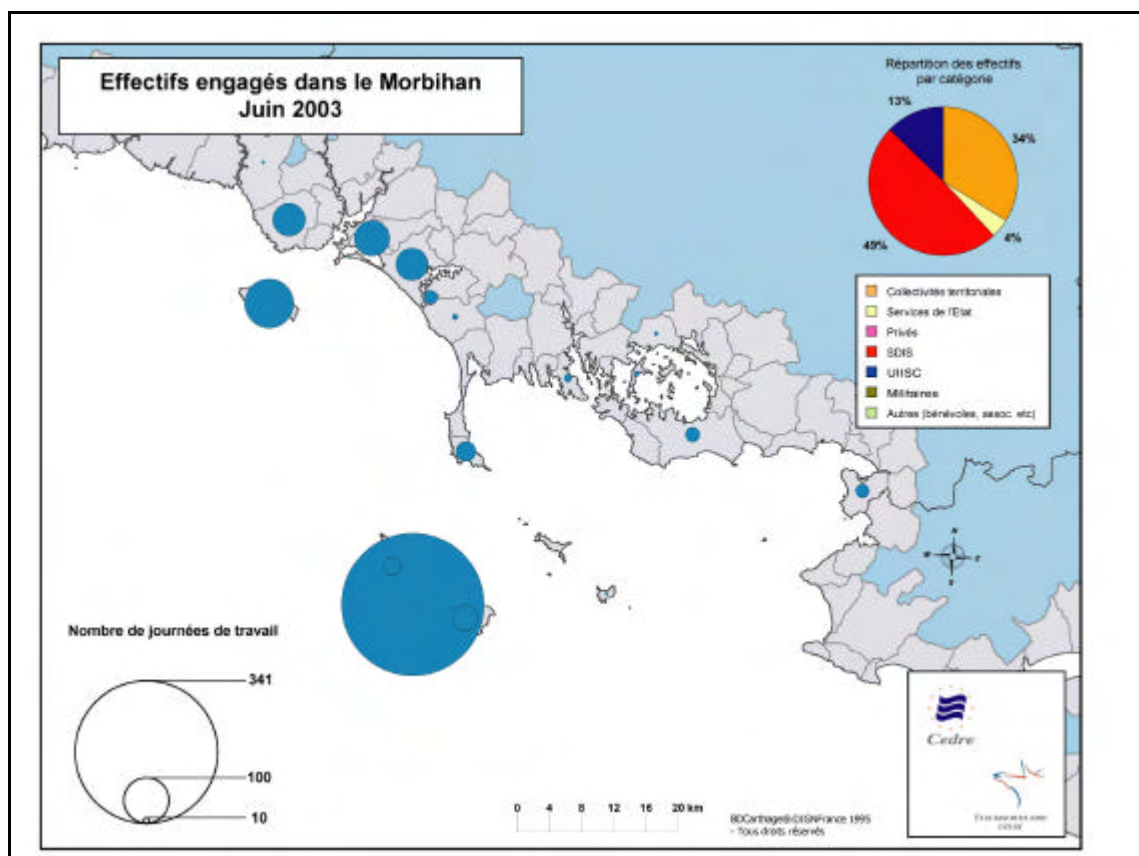 Effectifs engagés dans le Morbihan
Juin 2003
Répartition des effectifs
par catégorie
13%
34%
49%
4%
Collectivités territoriales
Services de l'Etat
Privés
SDIS
UIISC
Militaires
Autres (bénévoles, assoc. etc)
N
W
E
S
Nombre de journées de travail
341
100
10
0 4 8 12 16 20 km
BDCarthage®©IGNFrance 1995
- Tous droits réservés
Cedre